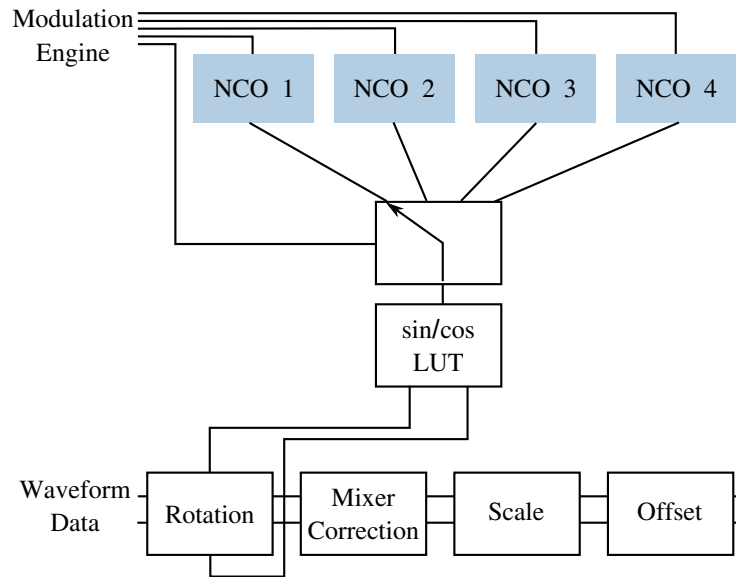 Modulation
Engine
NCO 1
NCO 2
NCO 3
NCO 4
sin/cos
LUT
Waveform
Data
Rotation
Mixer
Correction
Scale
Offset